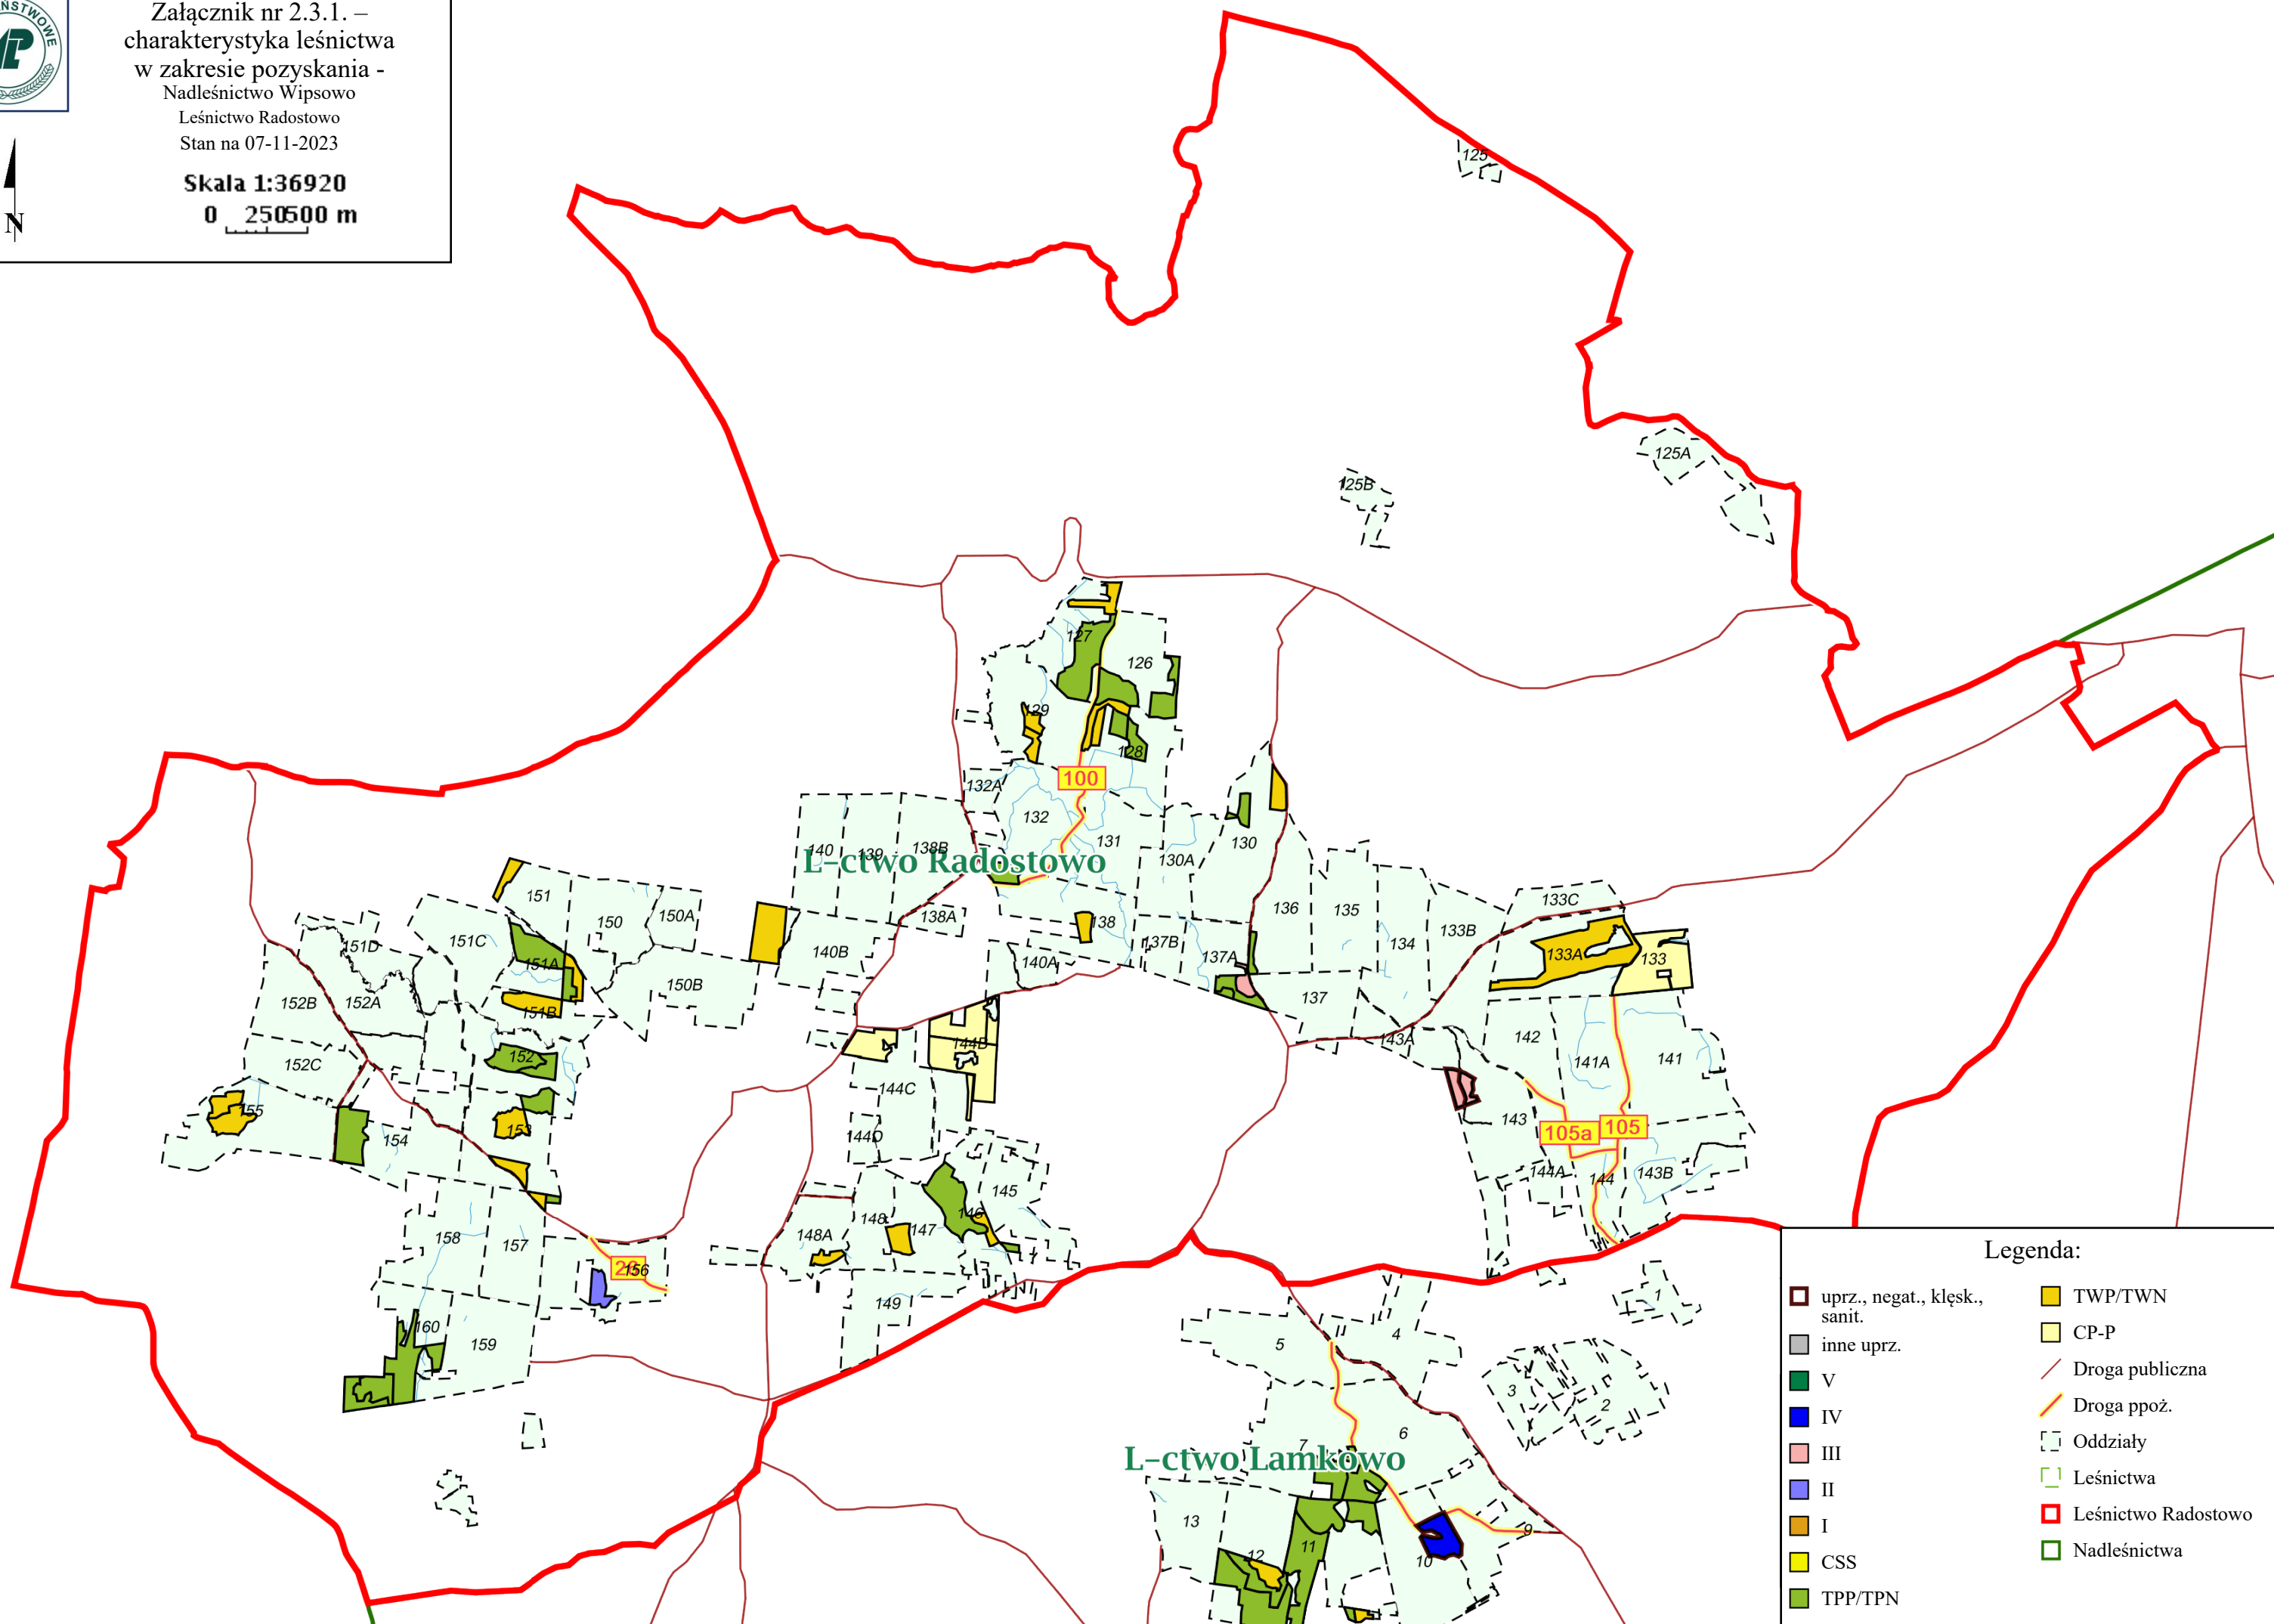 ŃSTWOWE
LP
Załącznik nr 2.3.1. –
charakterystyka leśnictwa
w zakresie pozyskania -
Nadleśnictwo Wipsowo
Leśnictwo Radostowo
Stan na 07-11-2023
Skala 1:36920
0 250 500 m
N
125
125A
125B
127
126
129
128
100
132A
132
131
130A
130
140
139
138B
L-ctwo Radostowo
138A
138
140B
140A
137B
137A
136
135
134
133B
133C
133A
133
137
143A
142
141A
141
143
105a
105
144A
144
143B
151
150
150A
151D
151C
151A
150B
152B
152A
151B
152C
152
155
154
153
144B
144C
144D
145
146
148
147
148A
149
158
157
156
160
159
L-ctwo Lamkowo
1
2
3
4
5
6
7
9
10
11
12
13
Legenda:
uprz., negat., klęsk.,
sanit.
inne uprz.
V
IV
III
II
I
CSS
TPP/TPN
TWP/TWN
CP-P
Droga publiczna
Droga ppoż.
Oddziały
Leśnictwa
Leśnictwo Radostowo
Nadleśnictwa